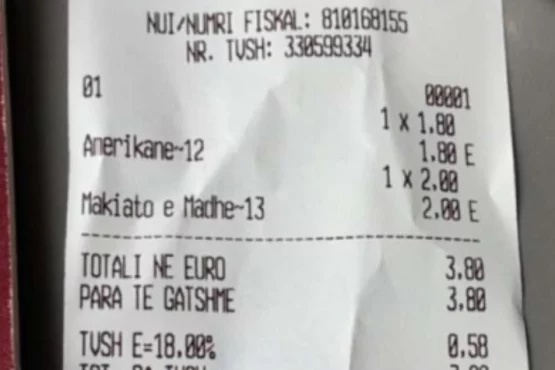 NUI/NUMRI FISKAL: 810168155
NR. TVSH: 330599334
01 00001
1 x 1.80
Amerikane~12 1.80 E
1 x 2.00
Makiato e Madhe~13 2.00 E
TOTALI NE EURO 3.80
PARA TE GATSHME 3.80
TVSH E=18.00% 0.58